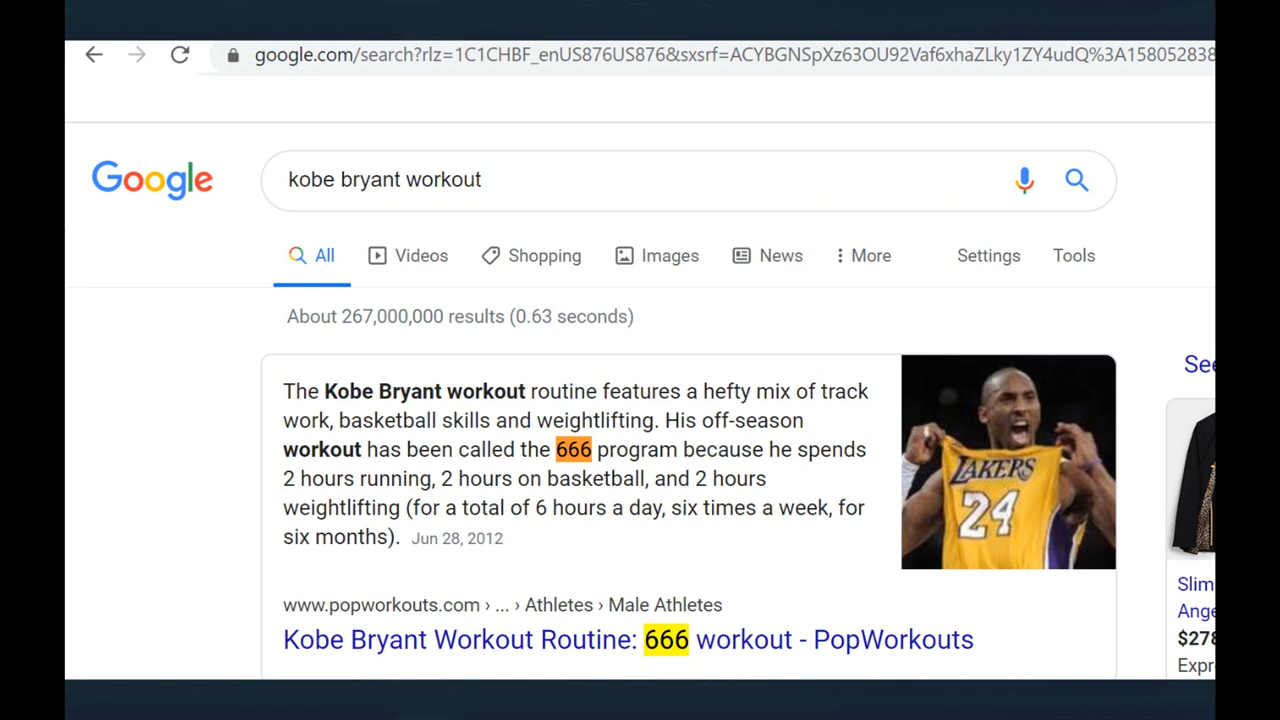 google.com/search?rlz=1C1CHBF_enUS876US876&sxsrf=ACYBGNSpXz63OU92Vaf6xhaZLky1ZY4udQ%3A158052838
Google
kobe bryant workout
All Videos Shopping Images News More Settings Tools
About 267,000,000 results (0.63 seconds)
See
The Kobe Bryant workout routine features a hefty mix of track
work, basketball skills and weightlifting. His off-season
workout has been called the 666 program because he spends
2 hours running, 2 hours on basketball, and 2 hours
weightlifting (for a total of 6 hours a day, six times a week, for
six months). Jun 28, 2012
LAKERS
24
www.popworkouts.com › ... › Athletes › Male Athletes
Kobe Bryant Workout Routine: 666 workout - PopWorkouts
Slim
Ange
$278
Expr